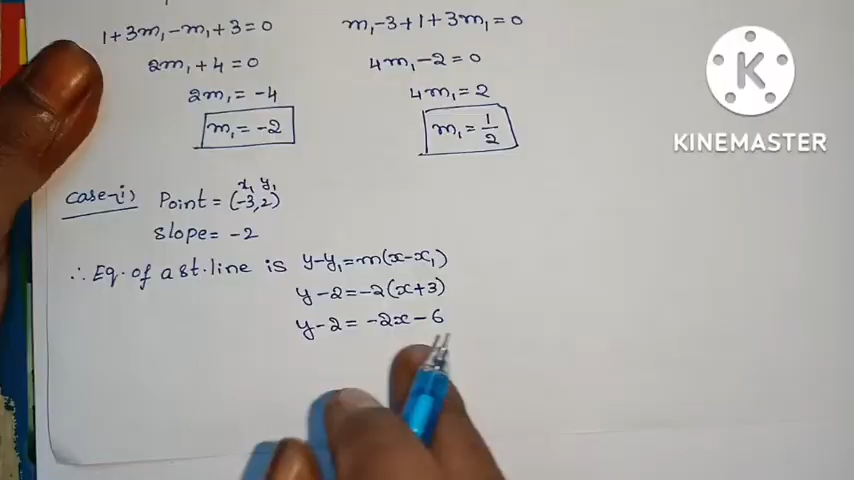 1+3m₁-m₁+3=0
m₁-3+1+3m₁=0
2m₁+4=0
4m₁-2=0
2m₁=-4
4m₁=2
m₁=-2
m₁=1/2
K
KINEMASTER
x₁ y₁
Case-i) Point = (-3,2)
slope= -2
∴ Eq. of a st. line is y-y₁=m(x-x₁)
y-2=-2(x+3)
y-2= -2x-6